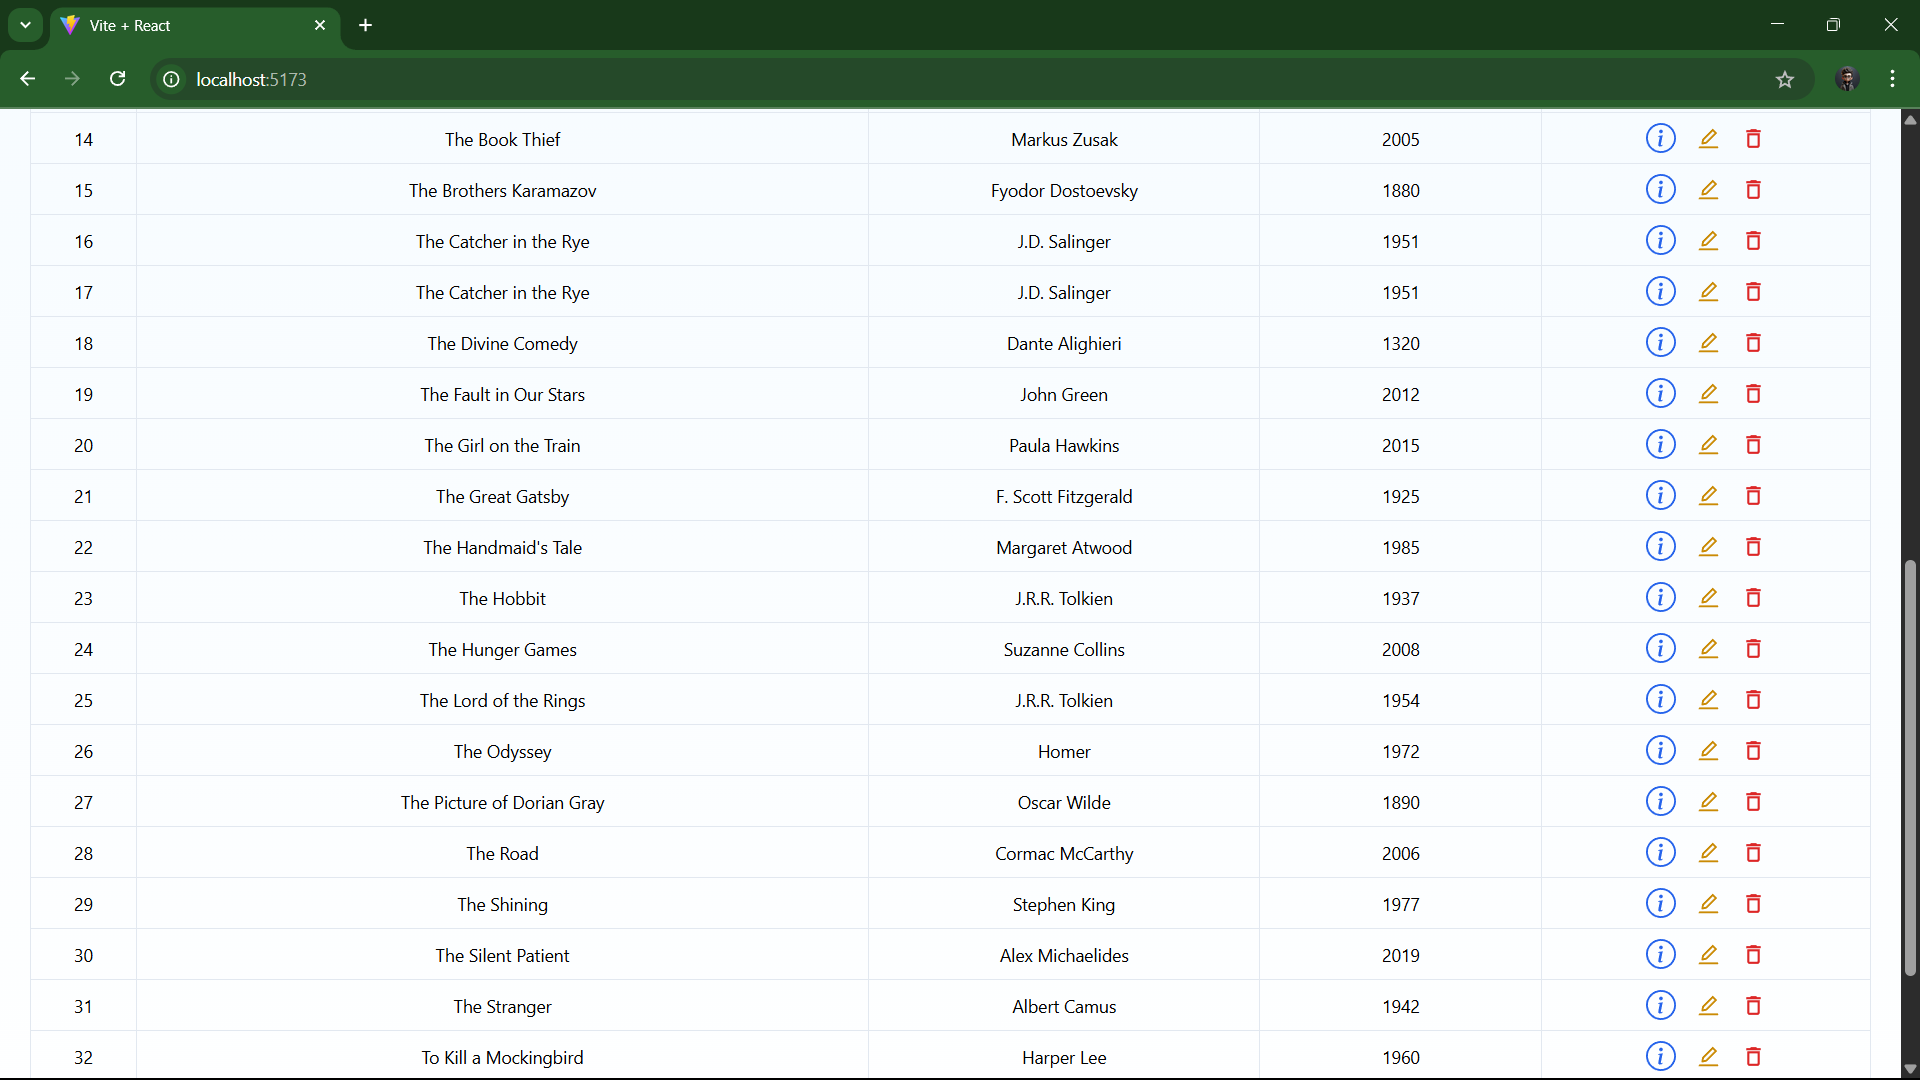 Vite + React
localhost:5173
14 The Book Thief Markus Zusak 2005
15 The Brothers Karamazov Fyodor Dostoevsky 1880
16 The Catcher in the Rye J.D. Salinger 1951
17 The Catcher in the Rye J.D. Salinger 1951
18 The Divine Comedy Dante Alighieri 1320
19 The Fault in Our Stars John Green 2012
20 The Girl on the Train Paula Hawkins 2015
21 The Great Gatsby F. Scott Fitzgerald 1925
22 The Handmaid's Tale Margaret Atwood 1985
23 The Hobbit J.R.R. Tolkien 1937
24 The Hunger Games Suzanne Collins 2008
25 The Lord of the Rings J.R.R. Tolkien 1954
26 The Odyssey Homer 1972
27 The Picture of Dorian Gray Oscar Wilde 1890
28 The Road Cormac McCarthy 2006
29 The Shining Stephen King 1977
30 The Silent Patient Alex Michaelides 2019
31 The Stranger Albert Camus 1942
32 To Kill a Mockingbird Harper Lee 1960